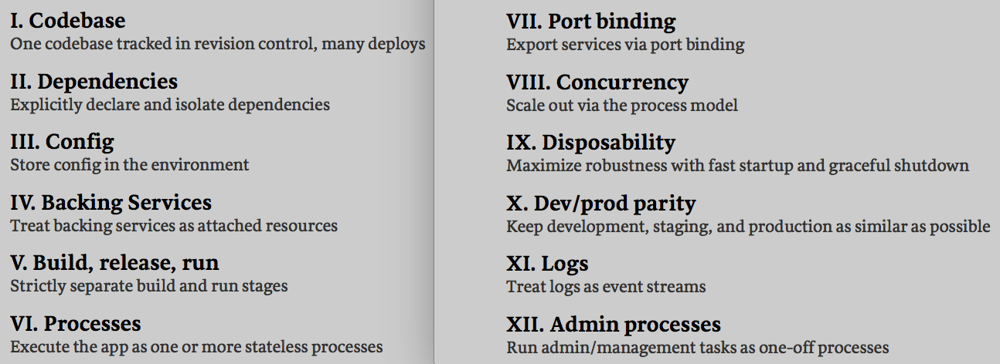 I. Codebase
One codebase tracked in revision control, many deploys
II. Dependencies
Explicitly declare and isolate dependencies
III. Config
Store config in the environment
IV. Backing Services
Treat backing services as attached resources
V. Build, release, run
Strictly separate build and run stages
VI. Processes
Execute the app as one or more stateless processes
VII. Port binding
Export services via port binding
VIII. Concurrency
Scale out via the process model
IX. Disposability
Maximize robustness with fast startup and graceful shutdown
X. Dev/prod parity
Keep development, staging, and production as similar as possible
XI. Logs
Treat logs as event streams
XII. Admin processes
Run admin/management tasks as one-off processes